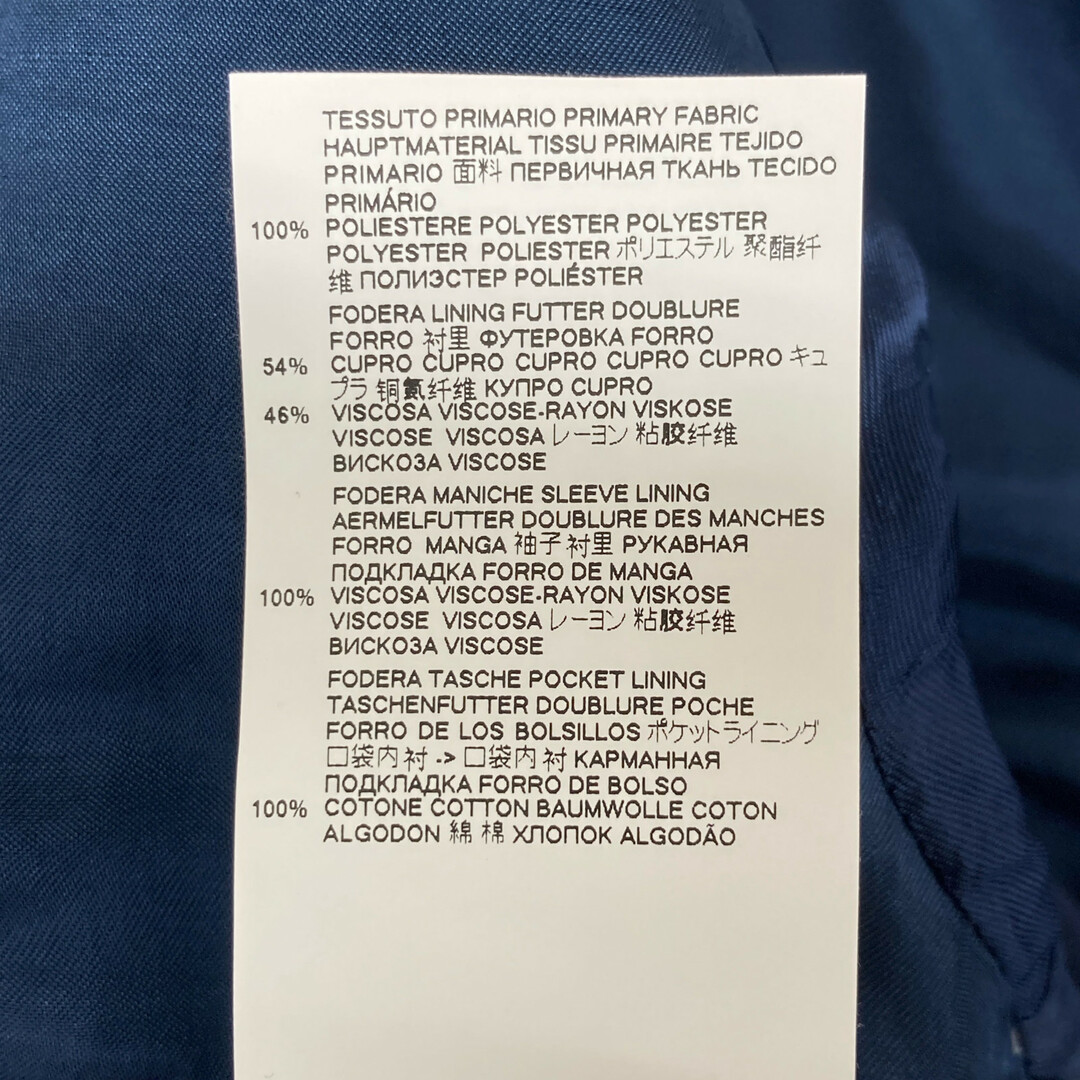 TESSUTO PRIMARIO PRIMARY FABRIC
HAUPTMATERIAL TISSU PRIMAIRE TEJIDO
PRIMARIO 面料 ПЕРВИЧНАЯ ТКАНЬ TECIDO
PRIMÁRIO
100% POLIESTERE POLYESTER POLYESTER
POLYESTER POLIESTER ポリエステル 聚酯纤
维 ПОЛИЭСТЕР POLIÉSTER
FODERA LINING FUTTER DOUBLURE
FORRO 衬里 ФУТЕРОВКА FORRO
54% CUPRO CUPRO CUPRO CUPRO CUPRO キュ
プラ 铜氨纤维 КУПРО CUPRO
46% VISCOSA VISCOSE-RAYON VISKOSE
VISCOSE VISCOSA レーヨン 粘胶纤维
ВИСКОЗА VISCOSE
FODERA MANICHE SLEEVE LINING
AERMELFUTTER DOUBLURE DES MANCHES
FORRO MANGA 袖子衬里 РУКАВНАЯ
ПОДКЛАДКА FORRO DE MANGA
100% VISCOSA VISCOSE-RAYON VISKOSE
VISCOSE VISCOSA レーヨン 粘胶纤维
ВИСКОЗА VISCOSE
FODERA TASCHE POCKET LINING
TASCHENFUTTER DOUBLURE POCHE
FORRO DE LOS BOLSILLOS ポケットライニング
口袋内衬 -> 口袋内衬 КАРМАННАЯ
ПОДКЛАДКА FORRO DE BOLSO
100% COTONE COTTON BAUMWOLLE COTON
ALGODON 綿 棉 ХЛОПОК ALGODÃO